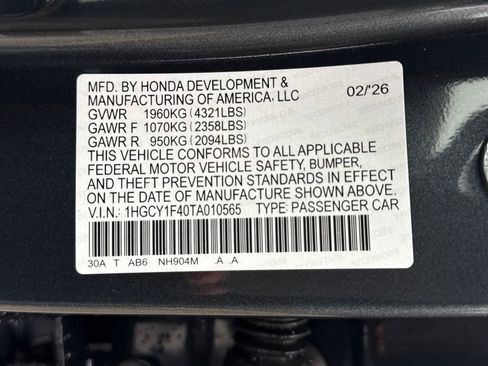 MFD. BY HONDA DEVELOPMENT &
MANUFACTURING OF AMERICA, LLC 02/'26
GVWR 1960KG (4321LBS)
GAWR F 1070KG (2358LBS)
GAWR R 950KG (2094LBS)
THIS VEHICLE CONFORMS TO ALL APPLICABLE
FEDERAL MOTOR VEHICLE SAFETY, BUMPER,
AND THEFT PREVENTION STANDARDS IN EFFECT
ON THE DATE OF MANUFACTURE SHOWN ABOVE.
V.I.N.: 1HGCY1F40TA010565 TYPE: PASSENGER CAR
30A T AB6 NH904M .A .A